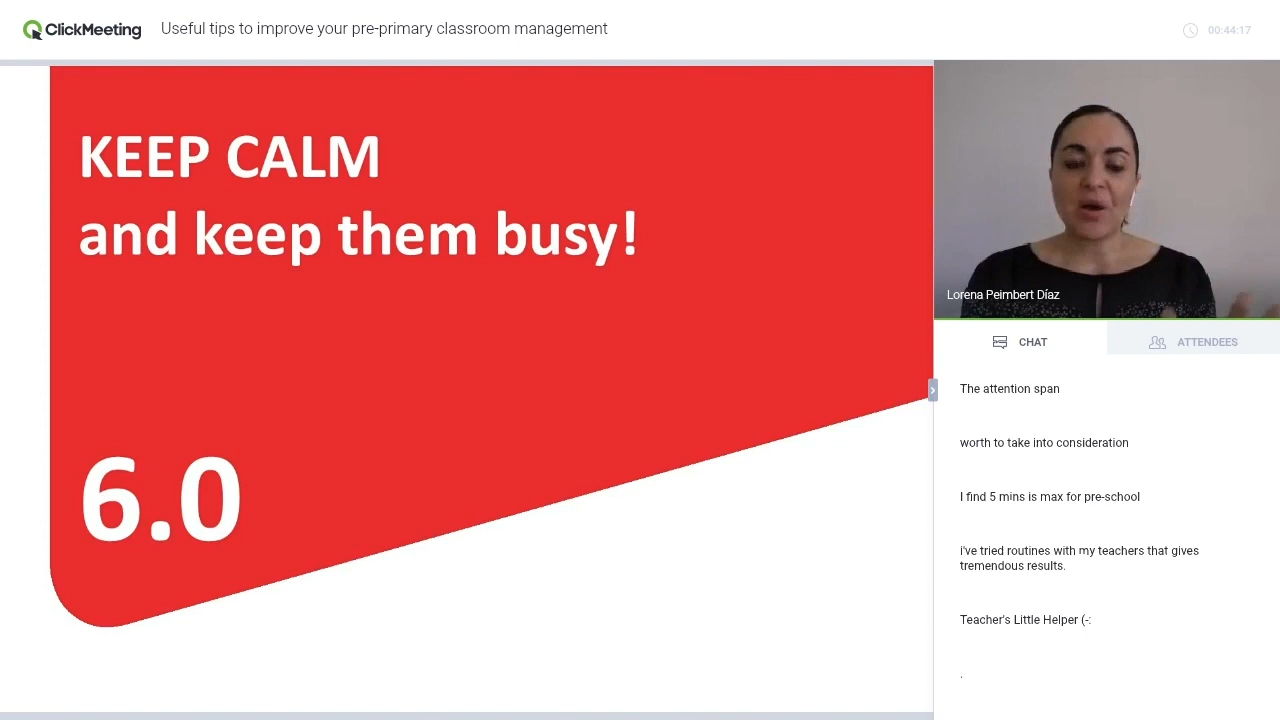 ClickMeeting
Useful tips to improve your pre-primary classroom management
00:44:17
KEEP CALM
and keep them busy!
6.0
Lorena Peimbert Díaz
CHAT
ATTENDEES
The attention span
worth to take into consideration
I find 5 mins is max for pre-school
i've tried routines with my teachers that gives
tremendous results.
Teacher's Little Helper (-:
.